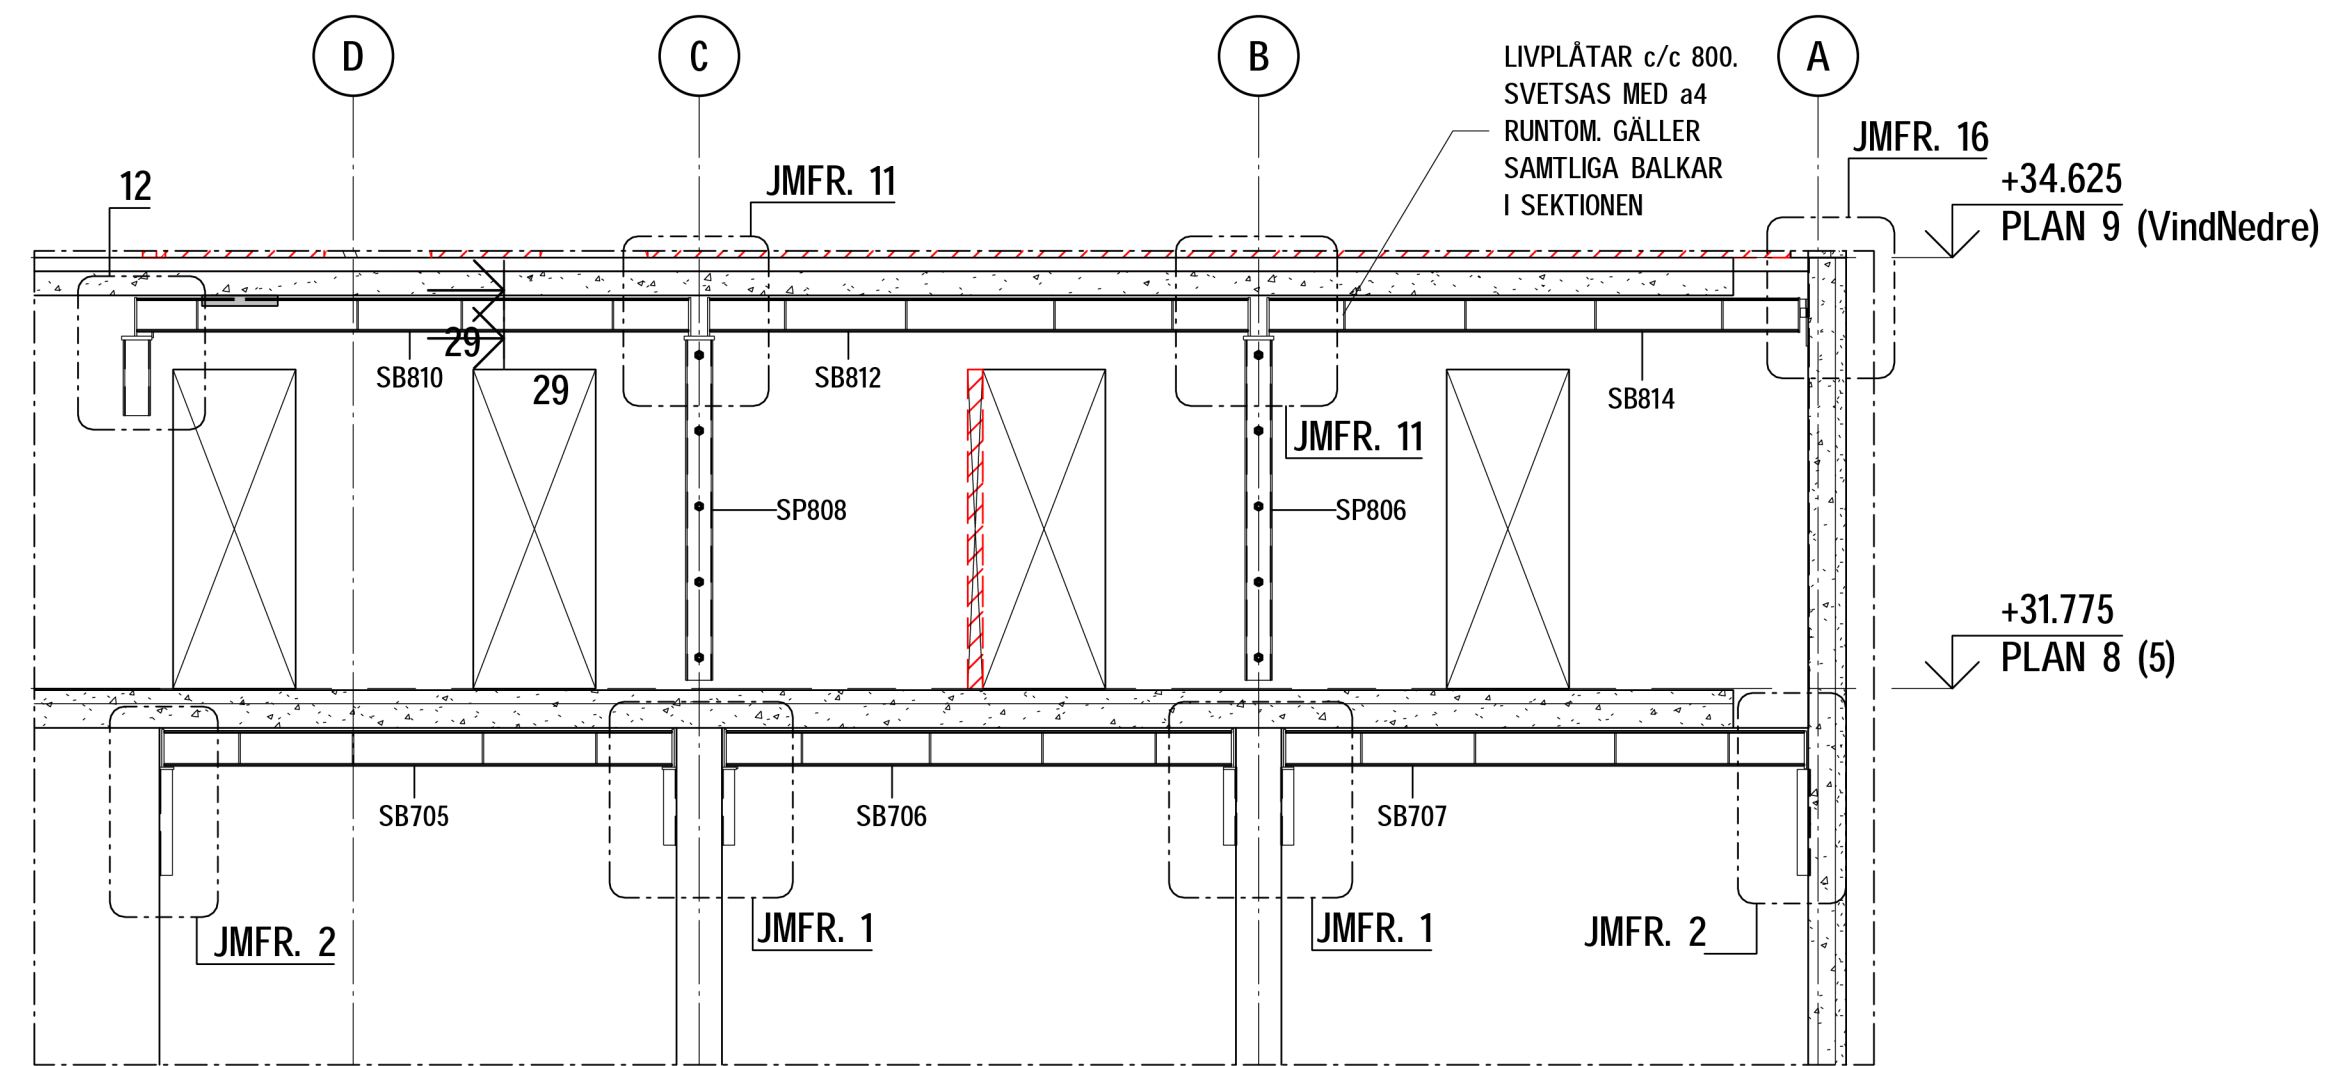 D
C
B
A
LIVPLÅTAR c/c 800.
SVETSAS MED a4
RUNTOM. GÄLLER
SAMTLIGA BALKAR
I SEKTIONEN
JMFR. 16
12
JMFR. 11
+34.625
PLAN 9 (VindNedre)
29
29
SB810
SB812
SB814
JMFR. 11
SP808
SP806
+31.775
PLAN 8 (5)
SB705
SB706
SB707
JMFR. 2
JMFR. 1
JMFR. 1
JMFR. 2